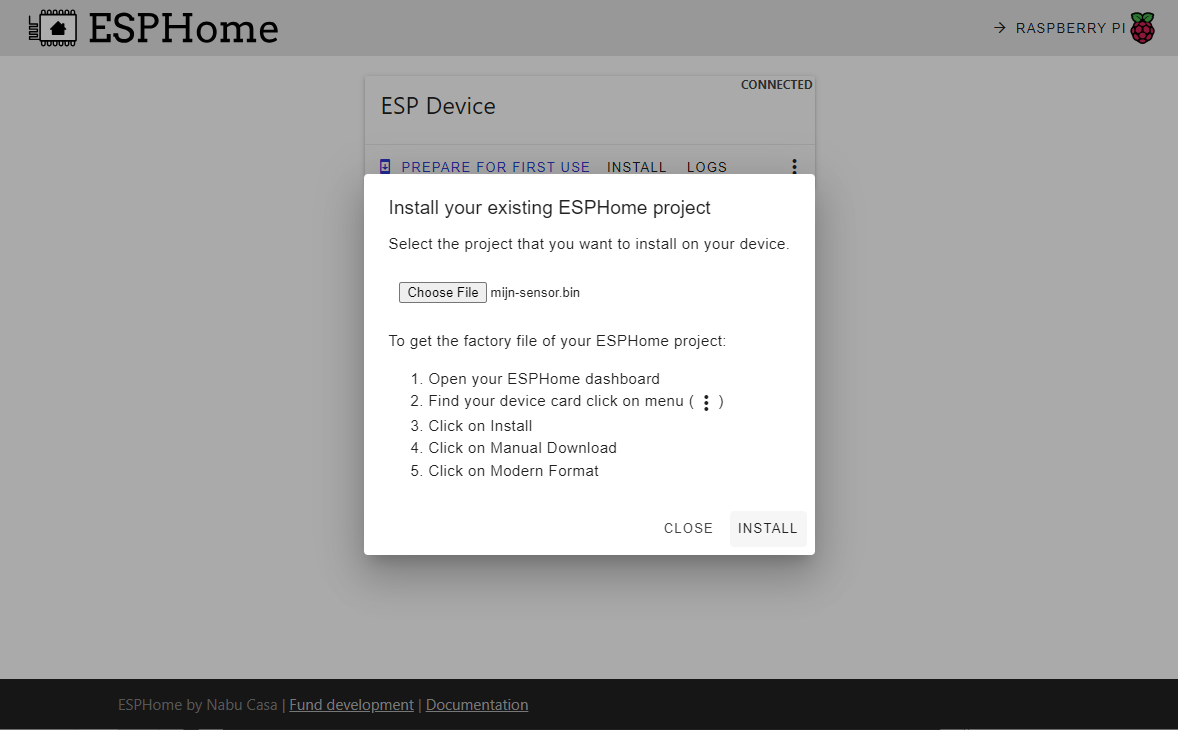 ESPHome
RASPBERRY PI
CONNECTED
ESP Device
PREPARE FOR FIRST USE INSTALL LOGS
Install your existing ESPHome project
Select the project that you want to install on your device.
Choose File mijn-sensor.bin
To get the factory file of your ESPHome project:
1. Open your ESPHome dashboard
2. Find your device card click on menu ( ⋮ )
3. Click on Install
4. Click on Manual Download
5. Click on Modern Format
CLOSE INSTALL
ESPHome by Nabu Casa | Fund development | Documentation